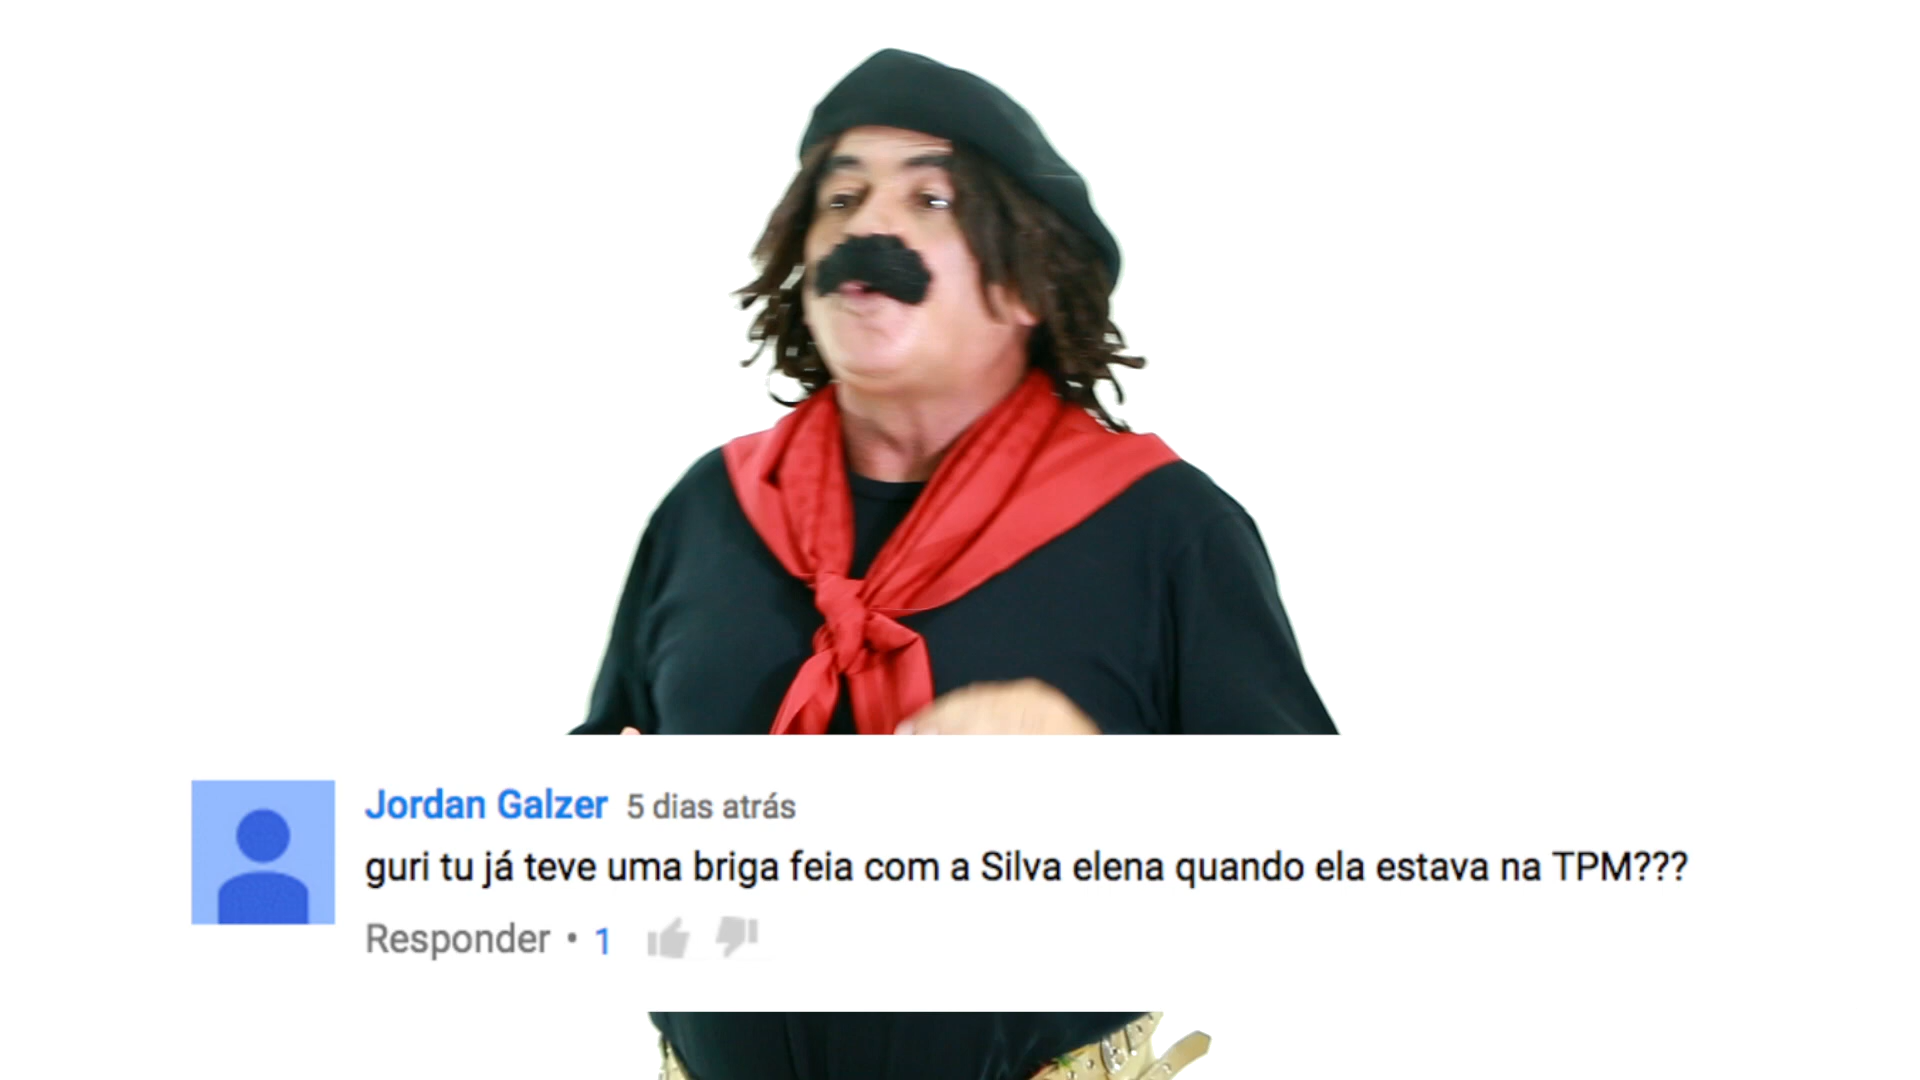 Jordan Galzer 5 dias atrás
guri tu já teve uma briga feia com a Silva elena quando ela estava na TPM???
Responder • 1